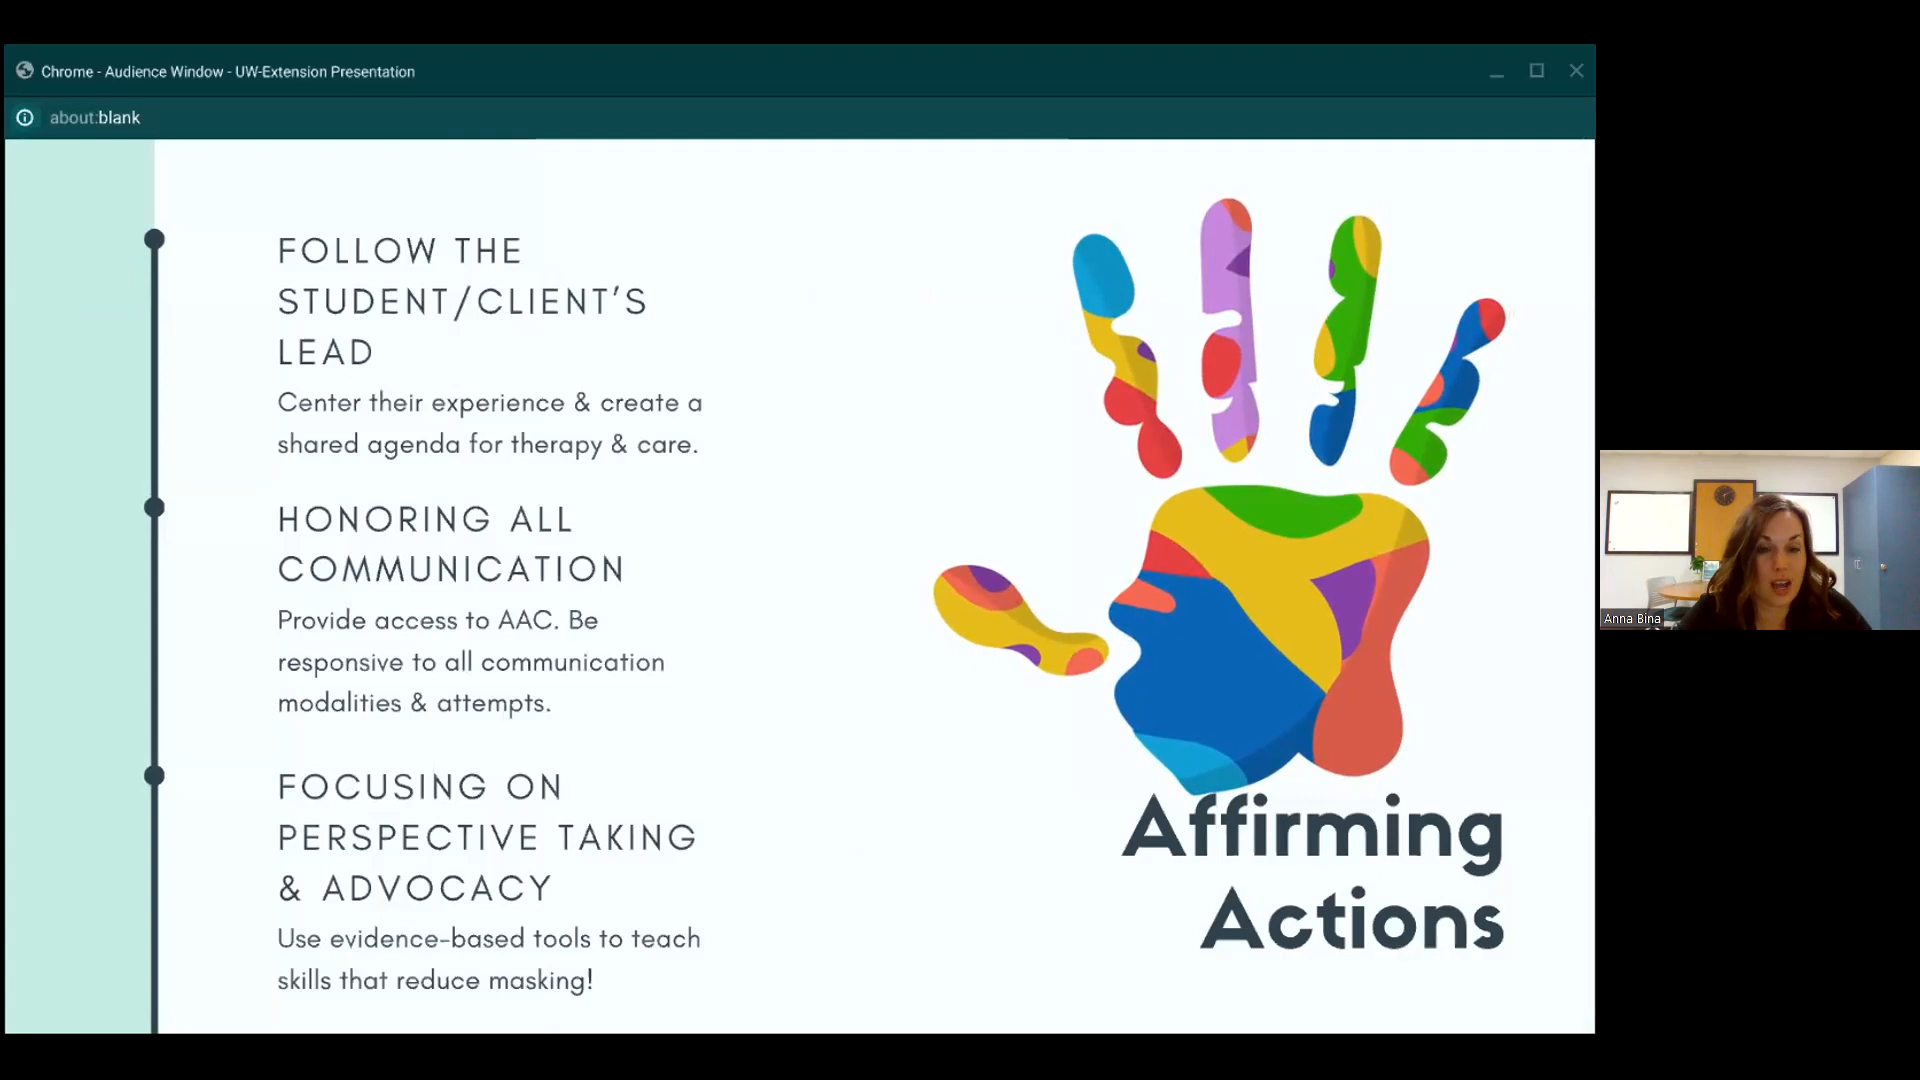 Chrome - Audience Window - UW-Extension Presentation
about:blank
FOLLOW THE
STUDENT/CLIENT’S
LEAD
Center their experience & create a
shared agenda for therapy & care.
HONORING ALL
COMMUNICATION
Provide access to AAC. Be
responsive to all communication
modalities & attempts.
FOCUSING ON
PERSPECTIVE TAKING
& ADVOCACY
Use evidence-based tools to teach
skills that reduce masking!
Affirming
Actions
Anna Bina